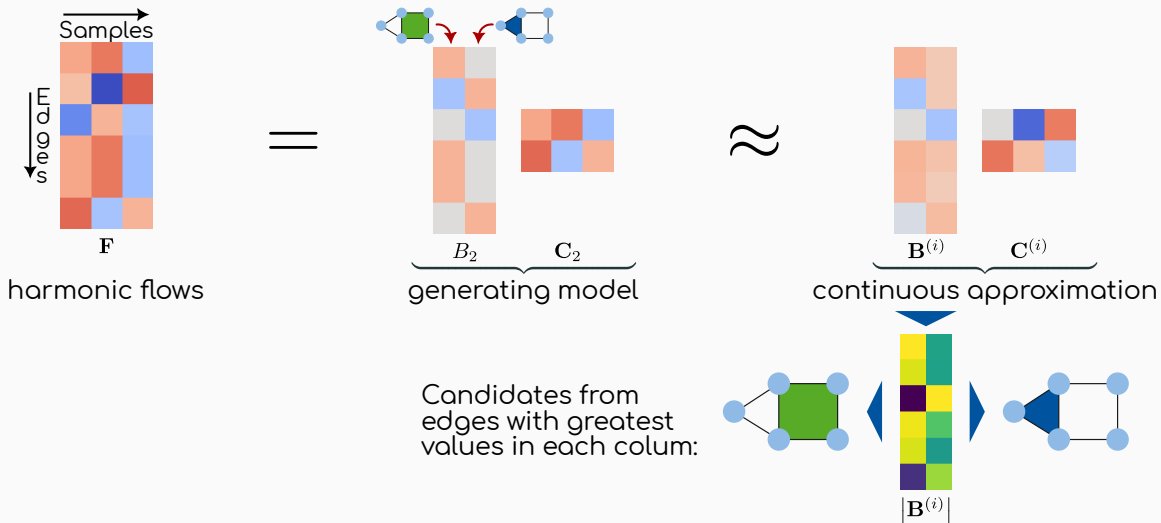 Samples
Edges
=
≈
F
B₂
C₂
B⁽ⁱ⁾
C⁽ⁱ⁾
harmonic flows
generating model
continuous approximation
Candidates from
edges with greatest
values in each colum:
|B⁽ⁱ⁾|